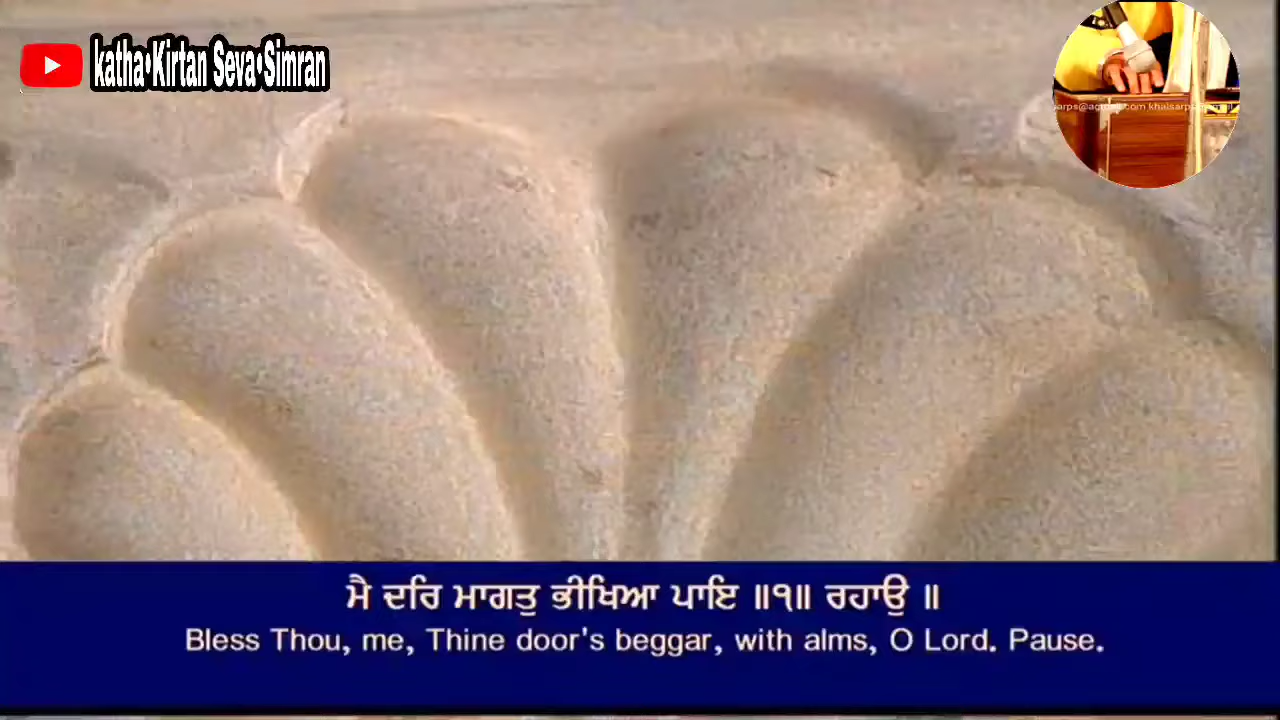 katha•Kirtan Seva•Simran
ਮੈ ਦਰਿ ਮਾਗਤੁ ਭੀਖਿਆ ਪਾਇ ॥੧॥ ਰਹਾਉ ॥
Bless Thou, me, Thine door's beggar, with alms, O Lord. Pause.